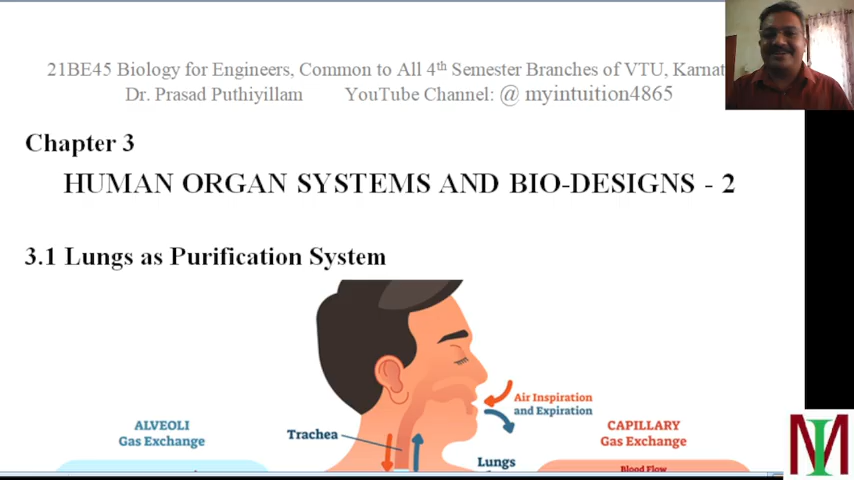 21BE45 Biology for Engineers, Common to All 4th Semester Branches of VTU, Karnat
Dr. Prasad Puthiyillam YouTube Channel: @ myintuition4865
Chapter 3
HUMAN ORGAN SYSTEMS AND BIO-DESIGNS - 2
3.1 Lungs as Purification System
Air Inspiration
and Expiration
ALVEOLI
Gas Exchange
CAPILLARY
Gas Exchange
Trachea
Lungs
Blood Flow
MI